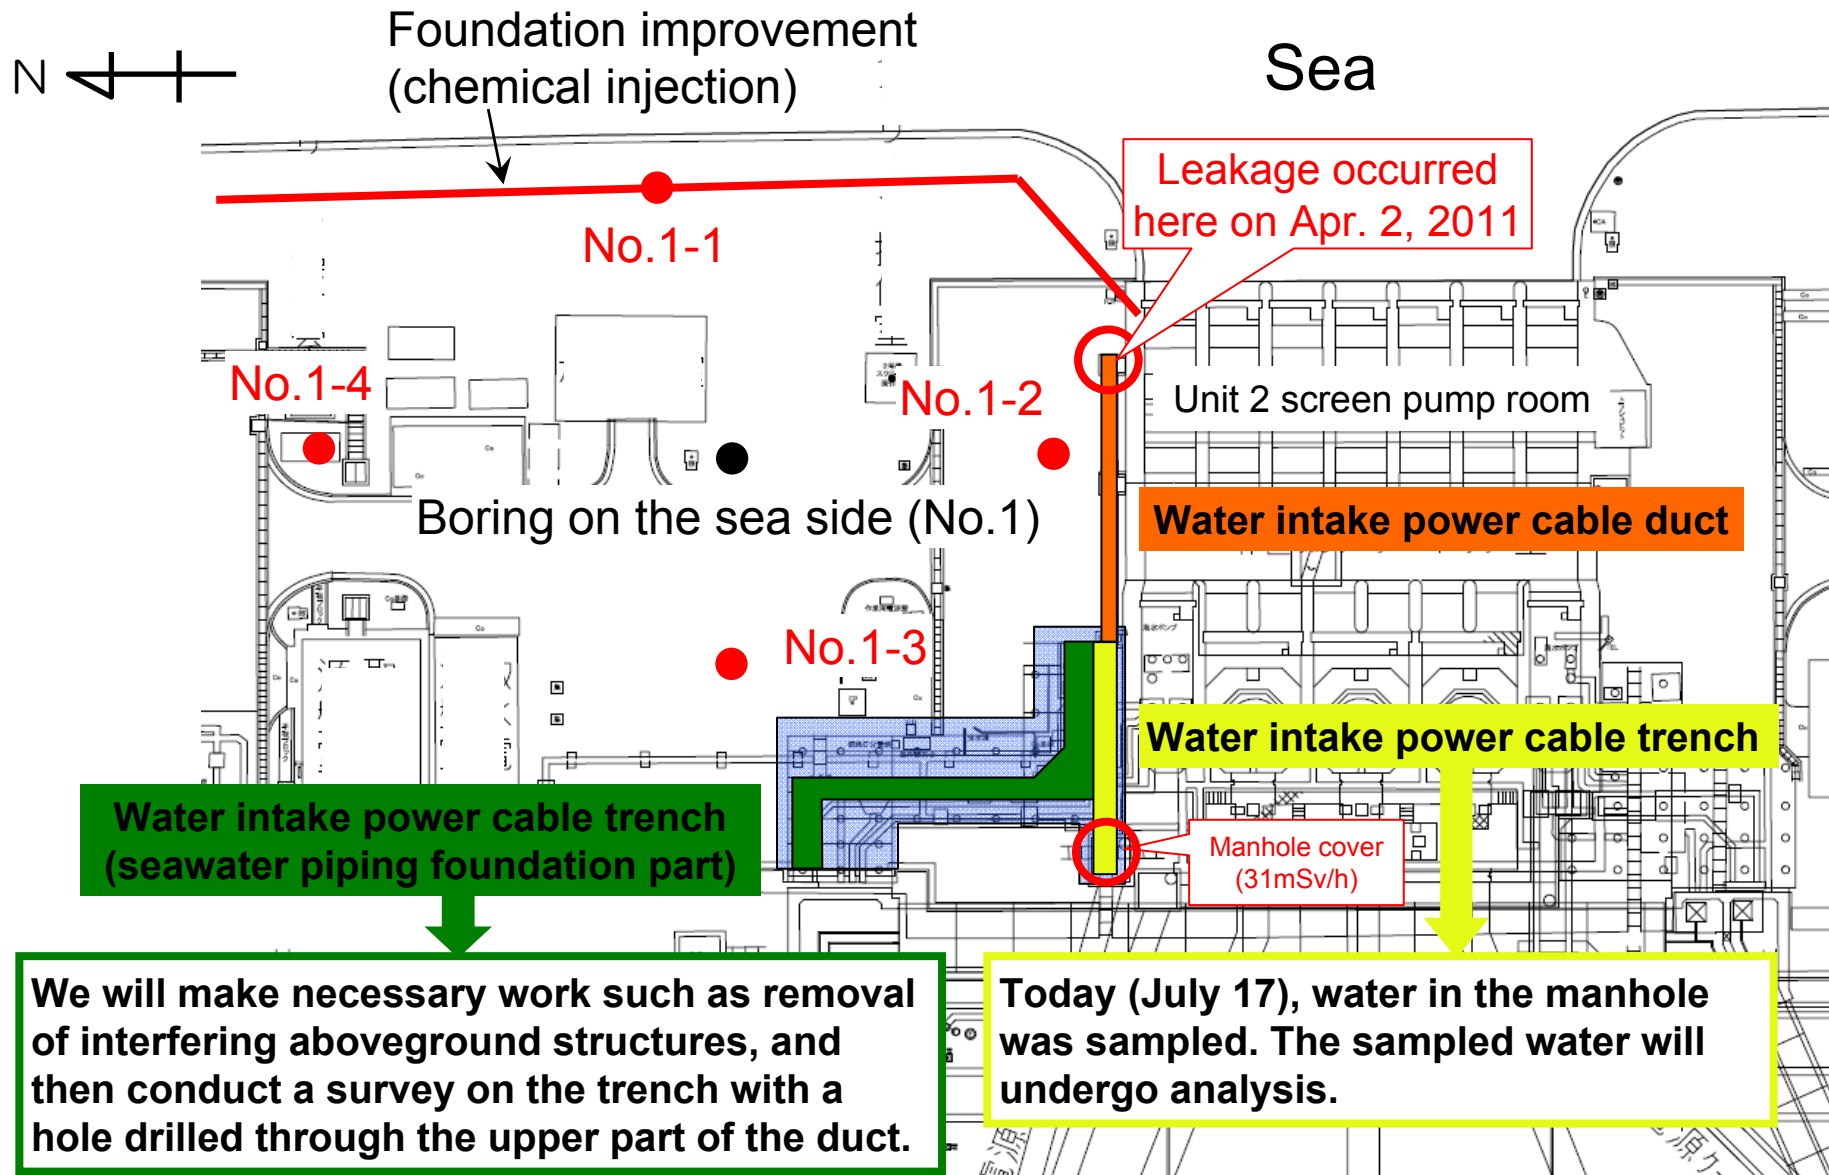 Foundation improvement
(chemical injection)
N
Sea
Leakage occurred
here on Apr. 2, 2011
No.1-1
No.1-4
No.1-2
Unit 2 screen pump room
Boring on the sea side (No.1)
Water intake power cable duct
No.1-3
Water intake power cable trench
Water intake power cable trench
(seawater piping foundation part)
Manhole cover
(31mSv/h)
We will make necessary work such as removal
of interfering aboveground structures, and
then conduct a survey on the trench with a
hole drilled through the upper part of the duct.
Today (July 17), water in the manhole
was sampled. The sampled water will
undergo analysis.